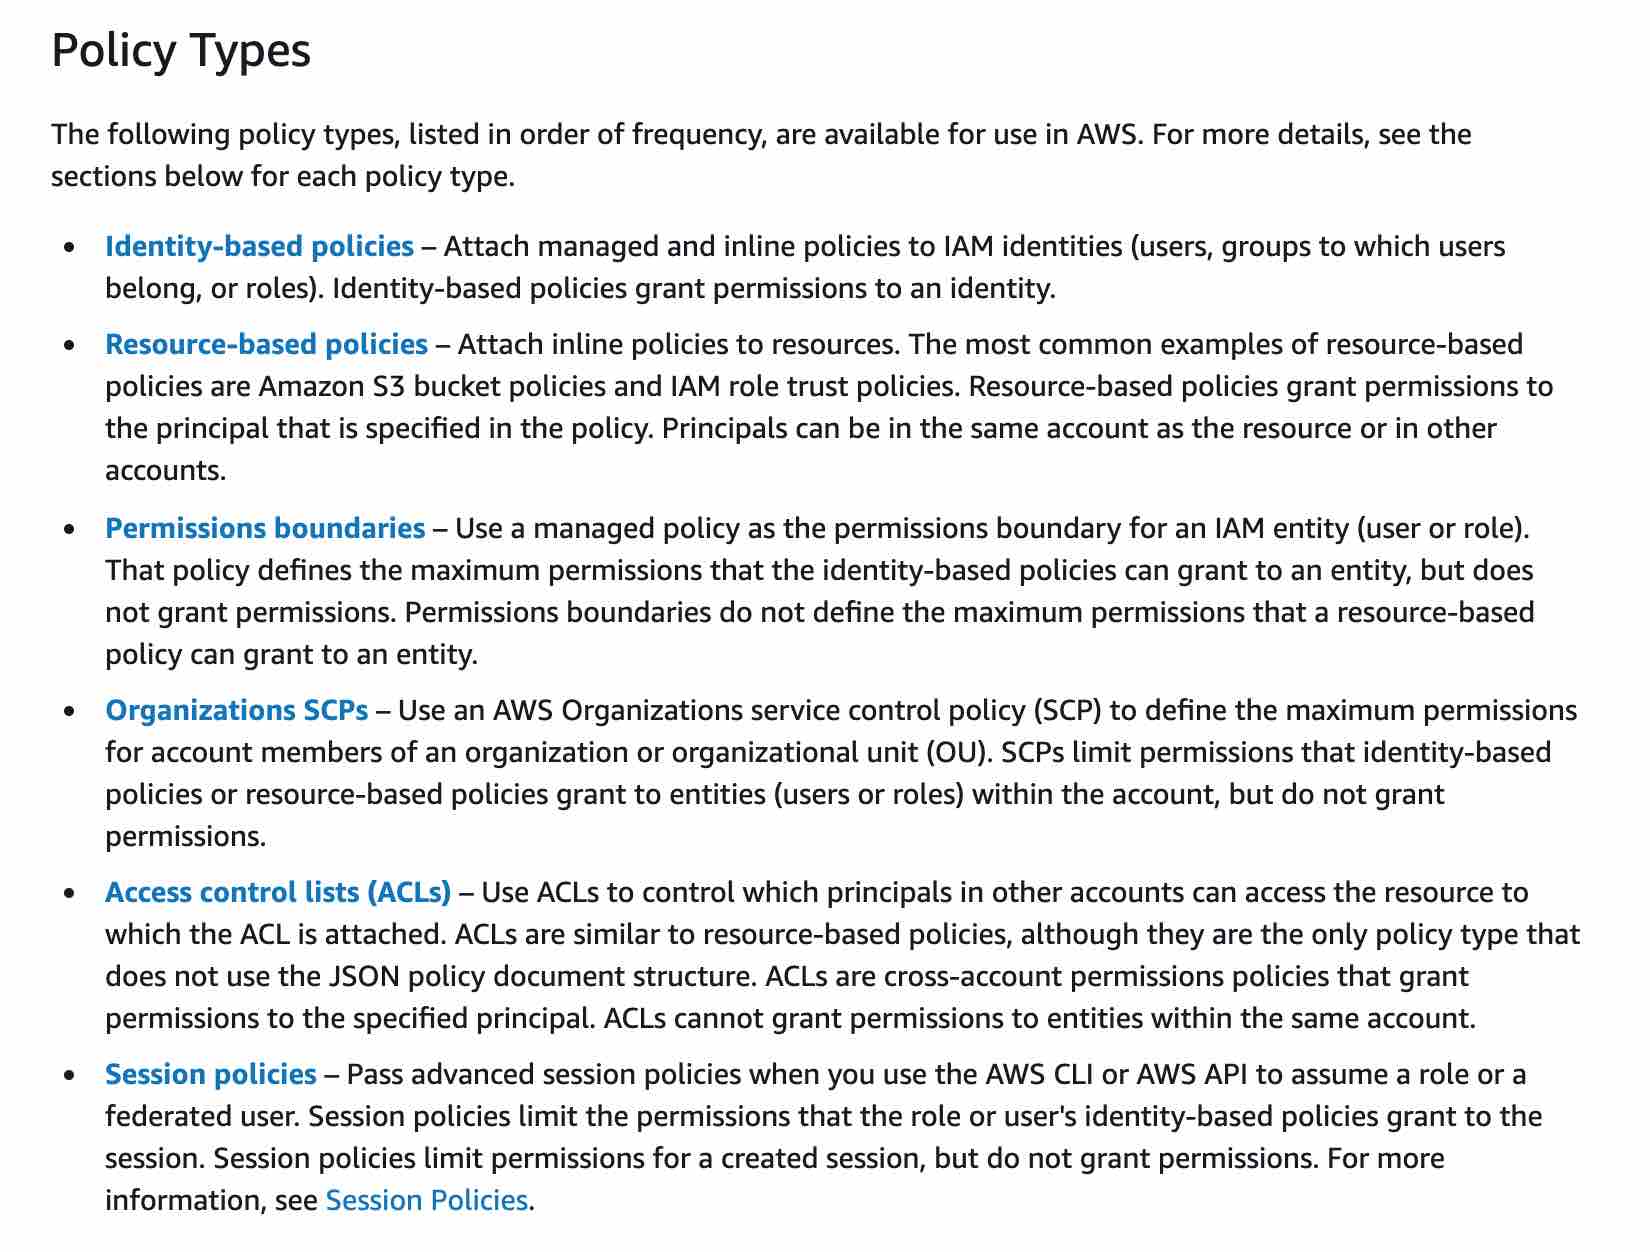 Policy Types
The following policy types, listed in order of frequency, are available for use in AWS. For more details, see the
sections below for each policy type.
• Identity-based policies – Attach managed and inline policies to IAM identities (users, groups to which users
belong, or roles). Identity-based policies grant permissions to an identity.
• Resource-based policies – Attach inline policies to resources. The most common examples of resource-based
policies are Amazon S3 bucket policies and IAM role trust policies. Resource-based policies grant permissions to
the principal that is specified in the policy. Principals can be in the same account as the resource or in other
accounts.
• Permissions boundaries – Use a managed policy as the permissions boundary for an IAM entity (user or role).
That policy defines the maximum permissions that the identity-based policies can grant to an entity, but does
not grant permissions. Permissions boundaries do not define the maximum permissions that a resource-based
policy can grant to an entity.
• Organizations SCPs – Use an AWS Organizations service control policy (SCP) to define the maximum permissions
for account members of an organization or organizational unit (OU). SCPs limit permissions that identity-based
policies or resource-based policies grant to entities (users or roles) within the account, but do not grant
permissions.
• Access control lists (ACLs) – Use ACLs to control which principals in other accounts can access the resource to
which the ACL is attached. ACLs are similar to resource-based policies, although they are the only policy type that
does not use the JSON policy document structure. ACLs are cross-account permissions policies that grant
permissions to the specified principal. ACLs cannot grant permissions to entities within the same account.
• Session policies – Pass advanced session policies when you use the AWS CLI or AWS API to assume a role or a
federated user. Session policies limit the permissions that the role or user's identity-based policies grant to the
session. Session policies limit permissions for a created session, but do not grant permissions. For more
information, see Session Policies.